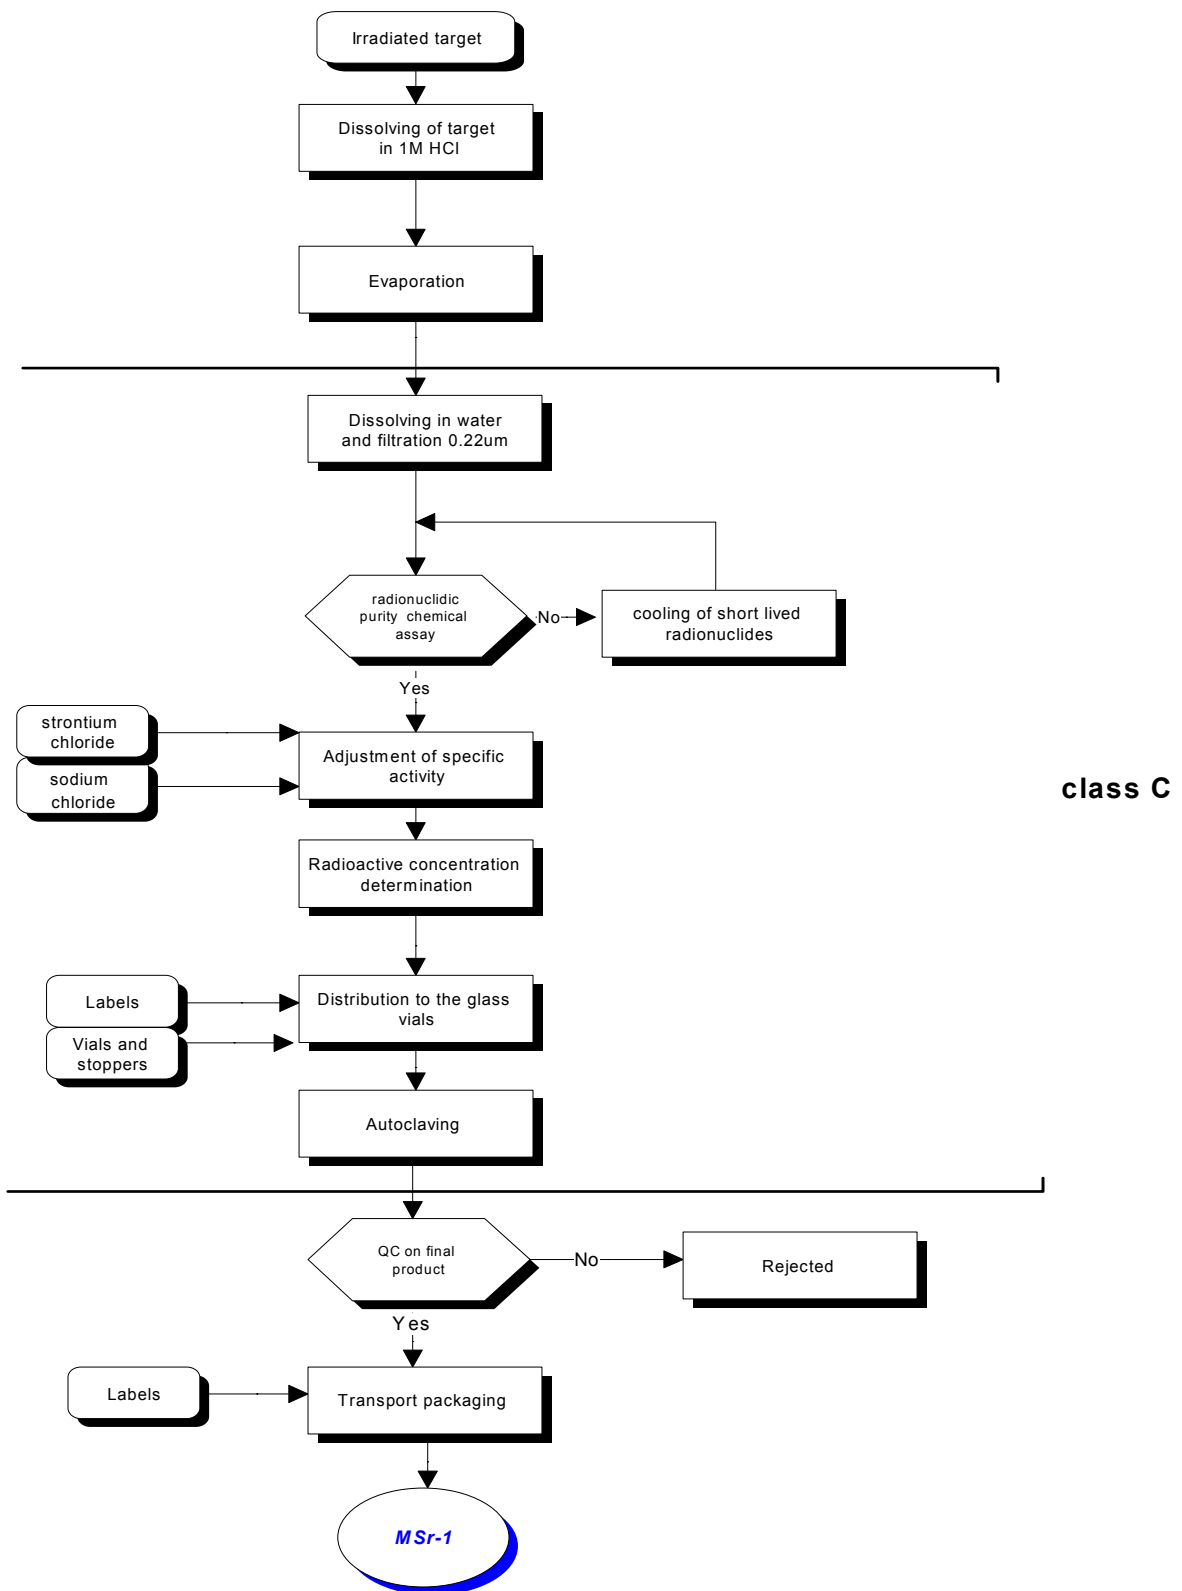 Irradiated target
Dissolving of target
in 1M HCl
Evaporation
Dissolving in water
and filtration 0.22um
radionuclidic
purity chemical
assay
No
cooling of short lived
radionuclides
Yes
strontium
chloride
sodium
chloride
Adjustment of specific
activity
class C
Radioactive concentration
determination
Labels
Vials and
stoppers
Distribution to the glass
vials
Autoclaving
QC on final
product
No
Rejected
Yes
Labels
Transport packaging
MSr-1